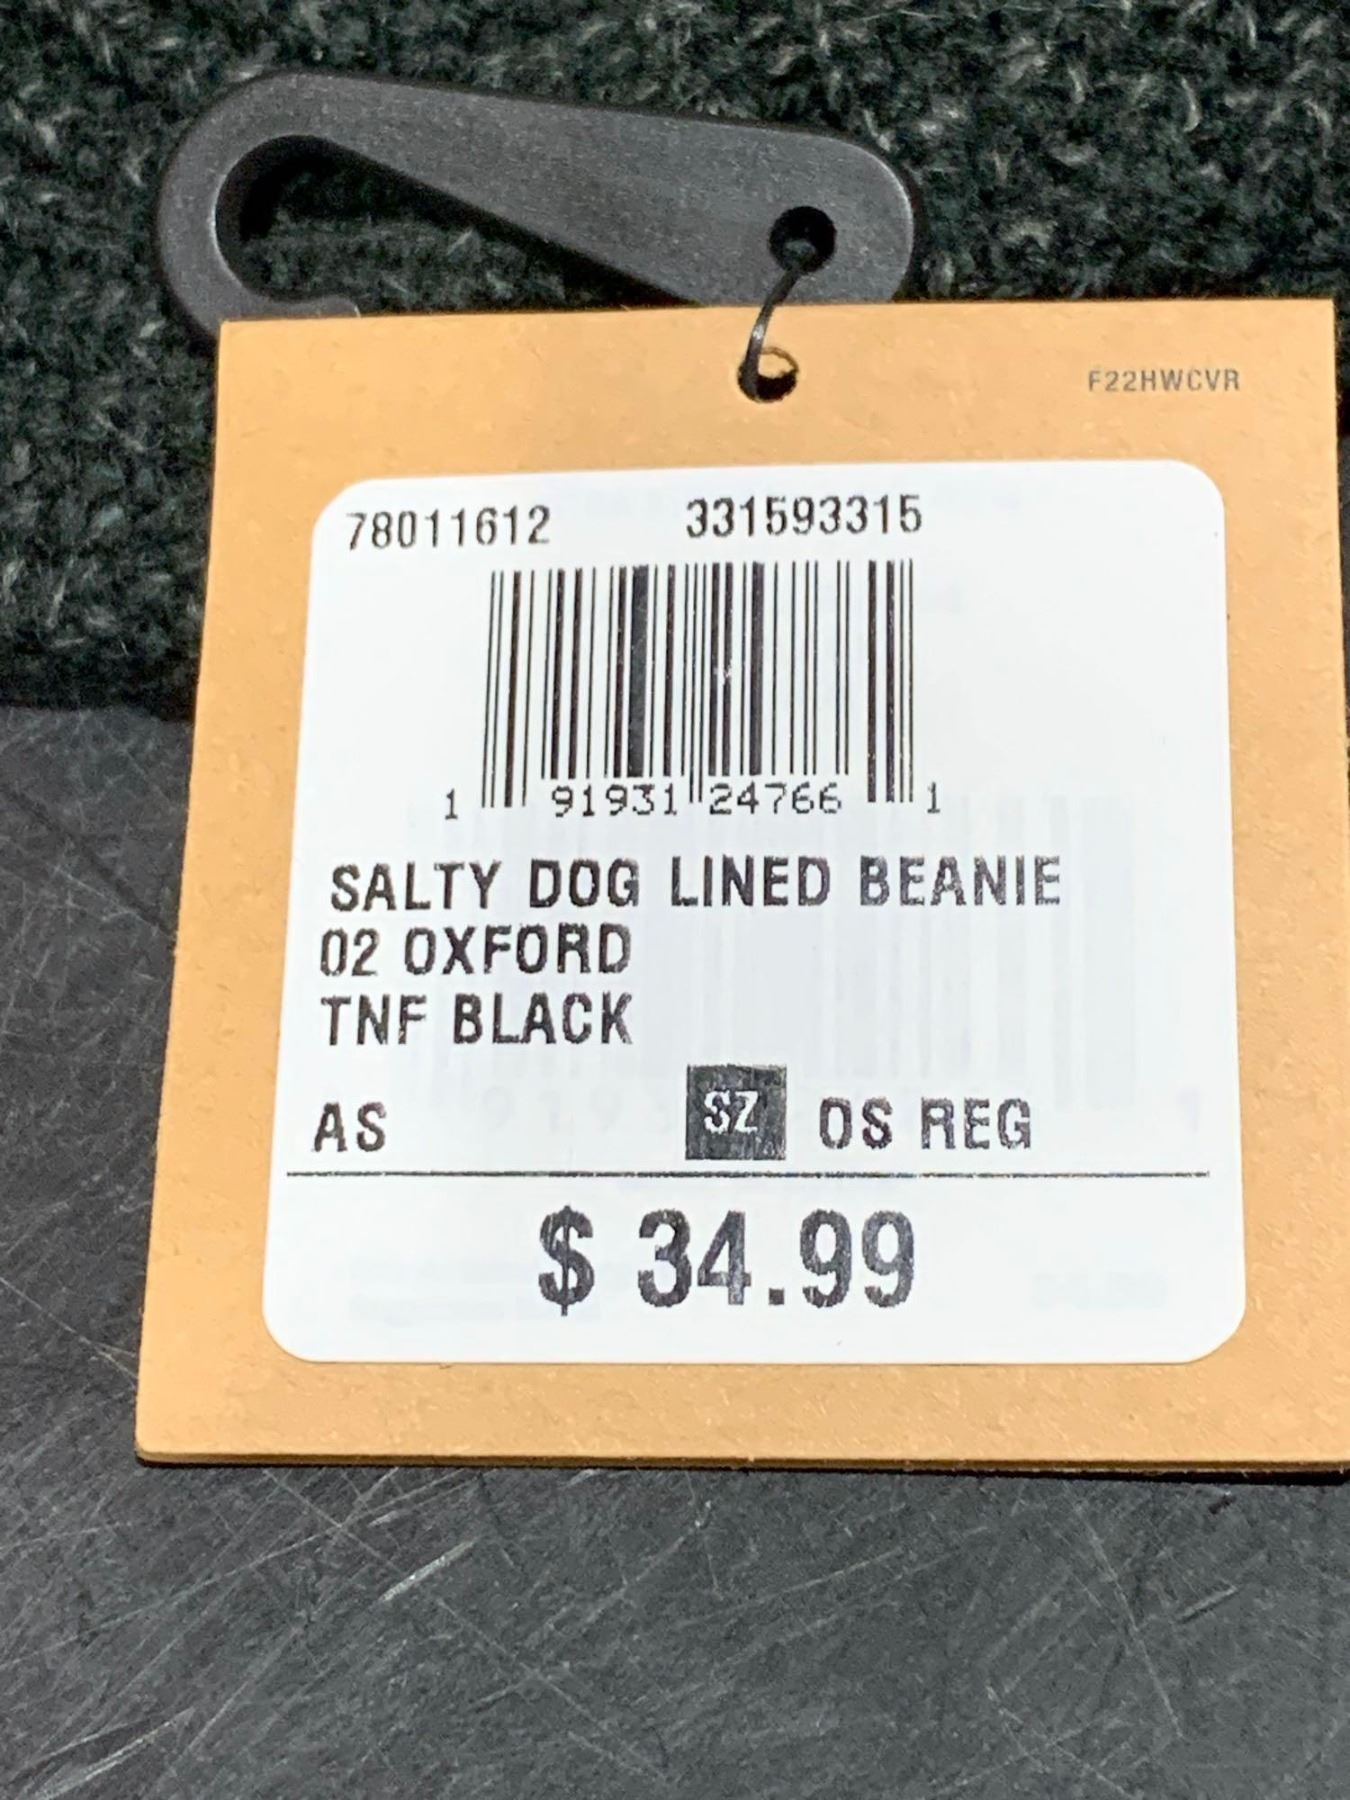 F22HWCVR
78011612 331593315
1 91931 24766 1
SALTY DOG LINED BEANIE
02 OXFORD
TNF BLACK
AS SZ OS REG
$ 34.99